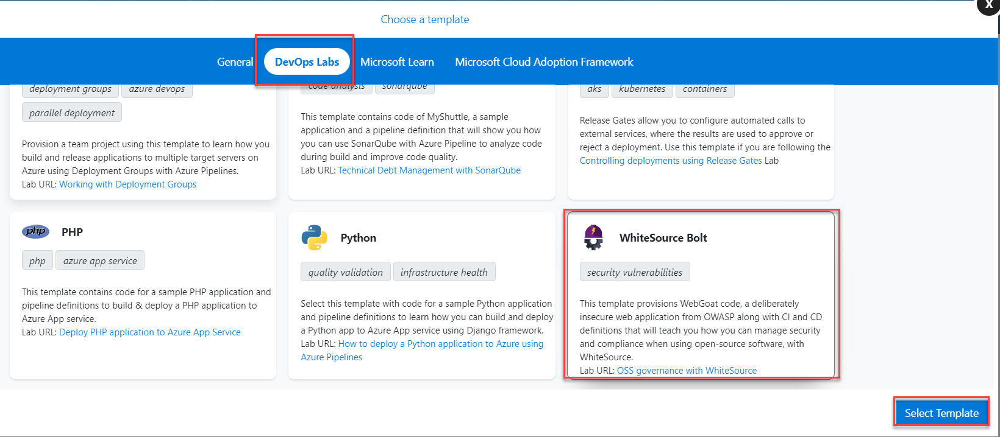 X
Choose a template
General DevOps Labs Microsoft Learn Microsoft Cloud Adoption Framework
deployment groups azure devops
parallel deployment
Provision a team project using this template to learn how you
build and release applications to multiple target servers on
Azure using Deployment Groups with Azure Pipelines.
Lab URL: Working with Deployment Groups
code analysis sonarqube
This template contains code of MyShuttle, a sample
application and a pipeline definition that will show you how
you can use SonarQube with Azure Pipeline to analyze code
during build and improve code quality.
Lab URL: Technical Debt Management with SonarQube
aks kubernetes containers
Release Gates allow you to configure automated calls to
external services, where the results are used to approve or
reject a deployment. Use this template if you are following the
Controlling deployments using Release Gates Lab
php PHP
php azure app service
This template contains code for a sample PHP application and
pipeline definitions to build & deploy a PHP application to
Azure App service.
Lab URL: Deploy PHP application to Azure App Service
Python
quality validation infrastructure health
Select this template with code for a sample Python application
and pipeline definitions to learn how you can build and deploy
a Python app to Azure App service using Django framework.
Lab URL: How to deploy a Python application to Azure using
Azure Pipelines
WhiteSource Bolt
security vulnerabilities
This template provisions WebGoat code, a deliberately
insecure web application from OWASP along with CI and CD
definitions that will teach you how you can manage security
and compliance when using open-source software, with
WhiteSource.
Lab URL: OSS governance with WhiteSource
Select Template